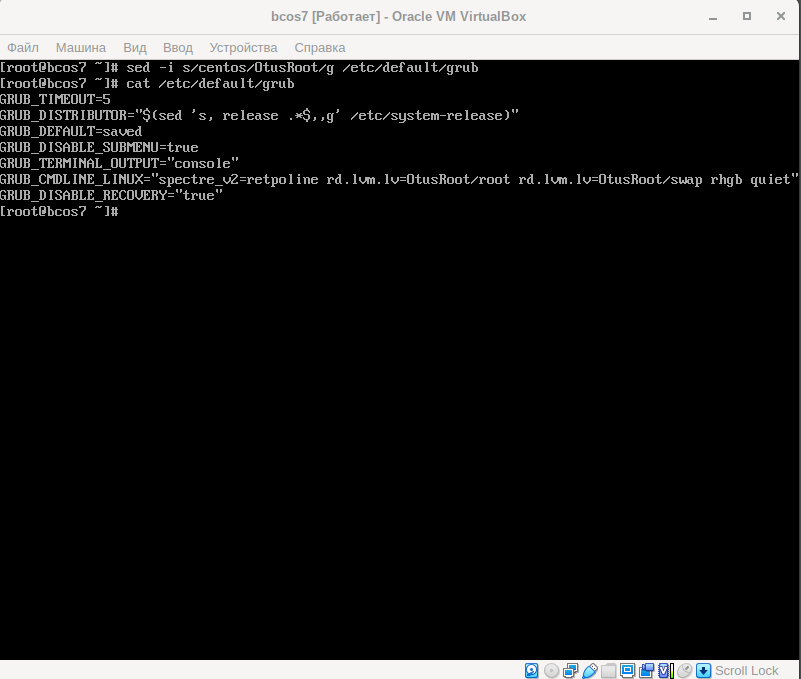 bcos7 [Работает] - Oracle VM VirtualBox
Файл Машина Вид Ввод Устройства Справка
[root@bcos7 ~]# sed -i s/centos/OtusRoot/g /etc/default/grub
[root@bcos7 ~]# cat /etc/default/grub
GRUB_TIMEOUT=5
GRUB_DISTRIBUTOR="$(sed 's, release .*$,,g' /etc/system-release)"
GRUB_DEFAULT=saved
GRUB_DISABLE_SUBMENU=true
GRUB_TERMINAL_OUTPUT="console"
GRUB_CMDLINE_LINUX="spectre_v2=retpoline rd.lvm.lv=OtusRoot/root rd.lvm.lv=OtusRoot/swap rhgb quiet"
GRUB_DISABLE_RECOVERY="true"
[root@bcos7 ~]#
Scroll Lock